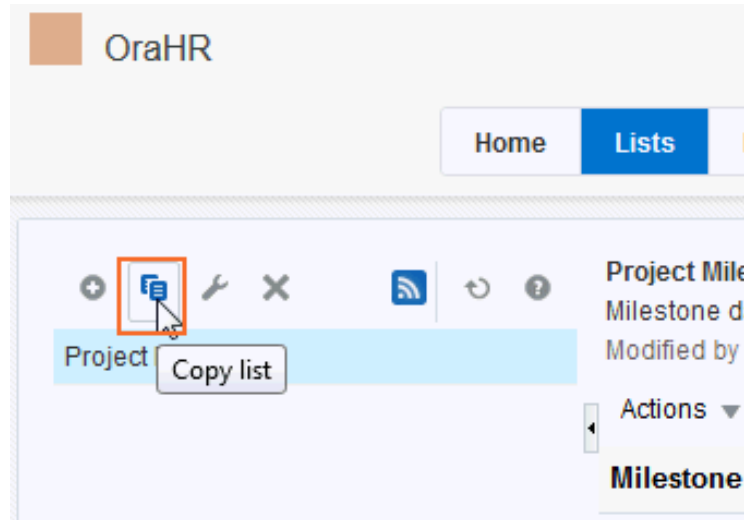 OraHR
Home
Lists
Project
Copy list
Project Mile
Milestone d
Modified by
Actions
Milestone